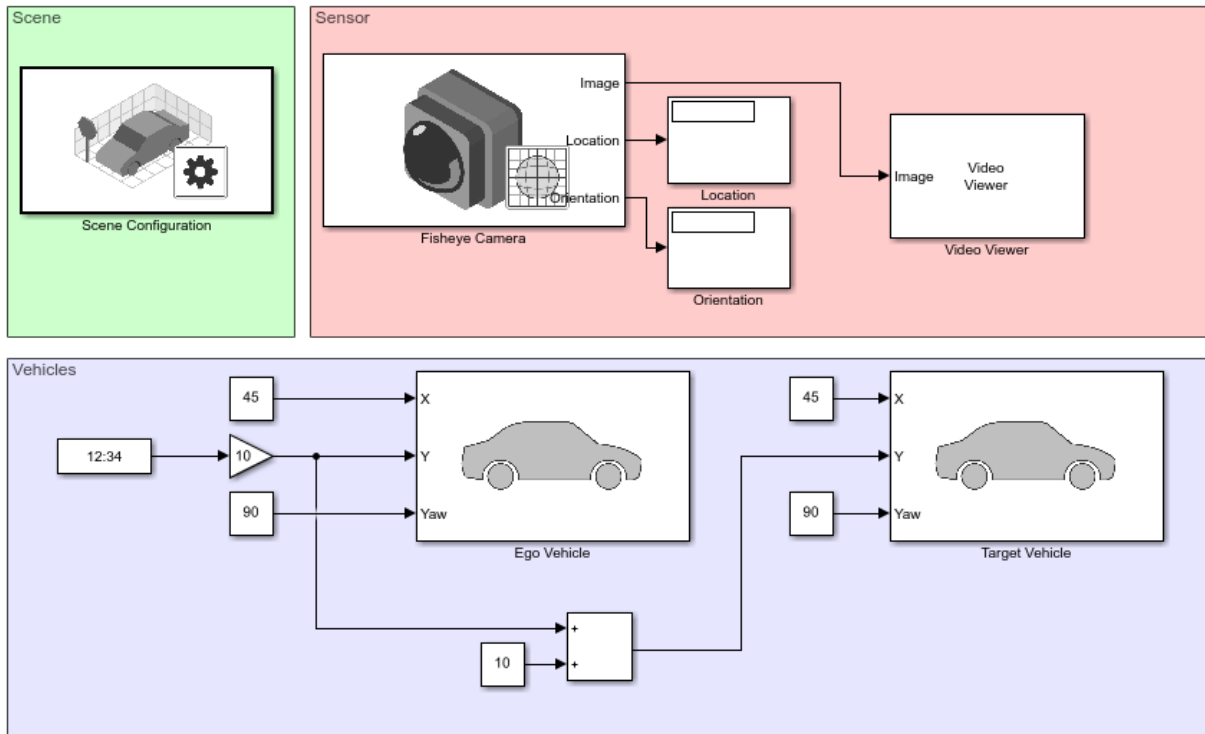 Scene
Scene Configuration
Sensor
Image
Location
Orientation
Fisheye Camera
Location
Orientation
Image
Video
Viewer
Video Viewer
Vehicles
12:34
10
45
90
X
Y
Yaw
Ego Vehicle
10
+
+
45
90
X
Y
Yaw
Target Vehicle